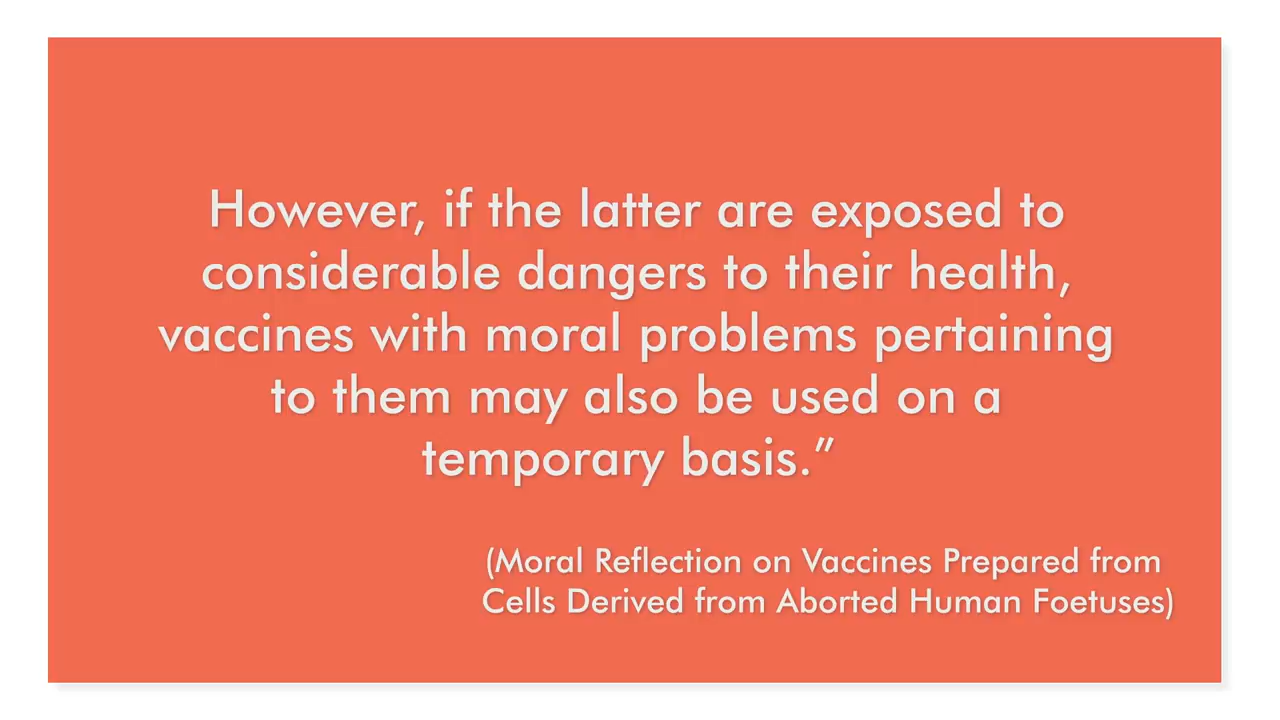 However, if the latter are exposed to
considerable dangers to their health,
vaccines with moral problems pertaining
to them may also be used on a
temporary basis.”
(Moral Reflection on Vaccines Prepared from
Cells Derived from Aborted Human Foetuses)